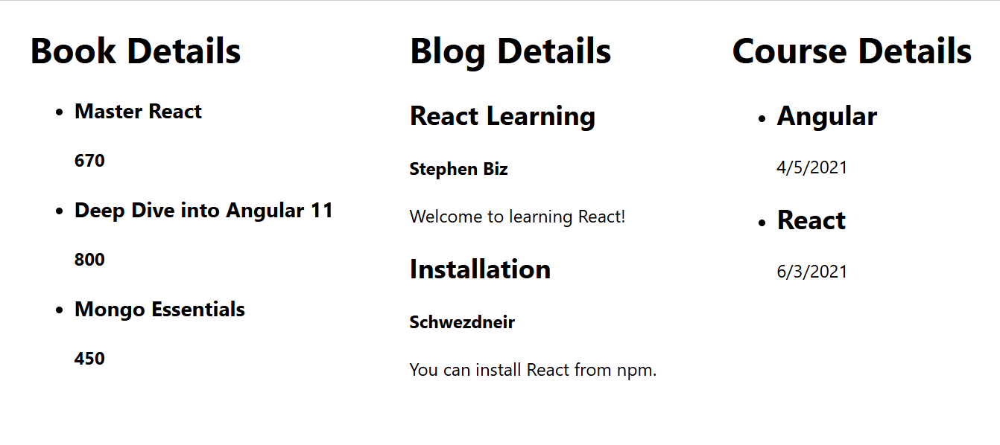 Book Details
Master React
670
Deep Dive into Angular 11
800
Mongo Essentials
450
Blog Details
React Learning
Stephen Biz
Welcome to learning React!
Installation
Schwezdneir
You can install React from npm.
Course Details
Angular
4/5/2021
React
6/3/2021